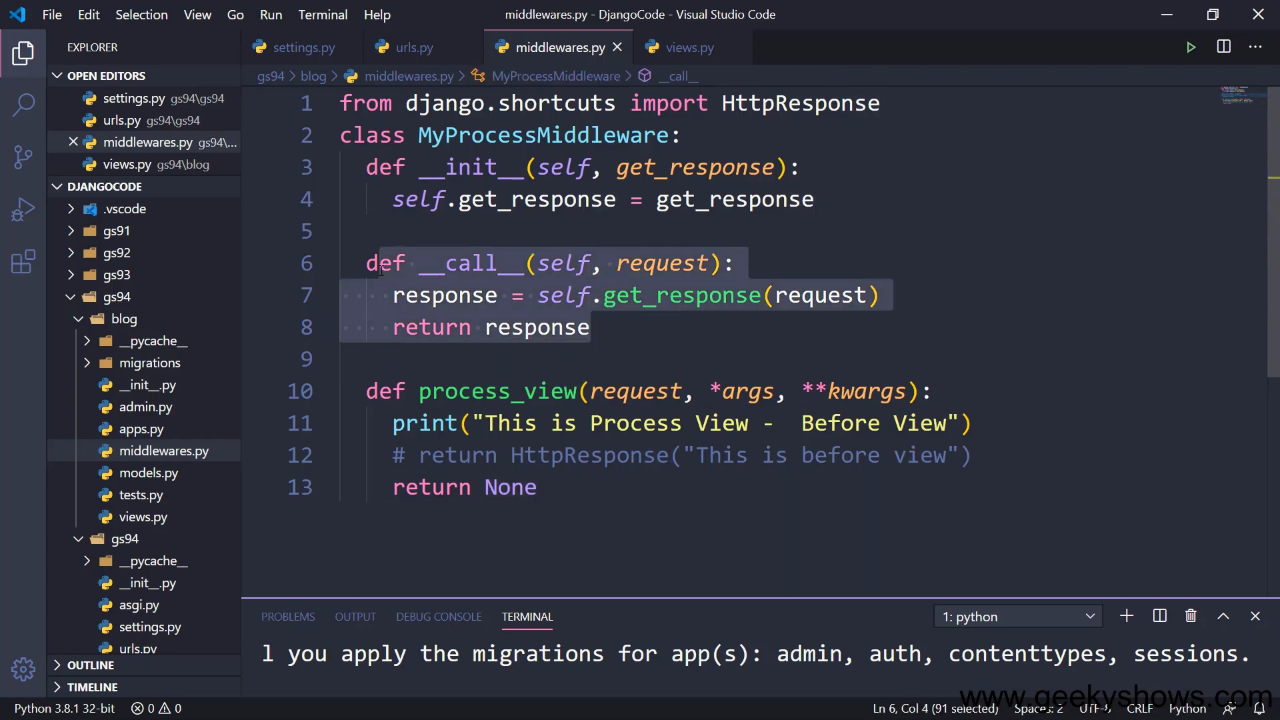 File Edit Selection View Go Run Terminal Help middlewares.py - DjangoCode - Visual Studio Code
EXPLORER
settings.py urls.py middlewares.py views.py
OPEN EDITORS
gs94 > blog > middlewares.py > MyProcessMiddleware > __call__
settings.py gs94\gs94
urls.py gs94\gs94
middlewares.py gs94\...
views.py gs94\blog
DJANGOCODE
.vscode
gs91
gs92
gs93
gs94
blog
__pycache__
migrations
__init__.py
admin.py
apps.py
middlewares.py
models.py
tests.py
views.py
gs94
__pycache__
__init__.py
asgi.py
settings.py
urls.py
OUTLINE
TIMELINE
1 from django.shortcuts import HttpResponse
2 class MyProcessMiddleware:
3 def __init__(self, get_response):
4 self.get_response = get_response
5
6 def __call__(self, request):
7 response = self.get_response(request)
8 return response
9
10 def process_view(request, *args, **kwargs):
11 print("This is Process View -  Before View")
12 # return HttpResponse("This is before view")
13 return None
PROBLEMS OUTPUT DEBUG CONSOLE TERMINAL 1: python
l you apply the migrations for app(s): admin, auth, contenttypes, sessions.
www.geekyshows.com
Python 3.8.1 32-bit 0 0 Ln 6, Col 4 (91 selected) Spaces: 2 UTF-8 CRLF Python